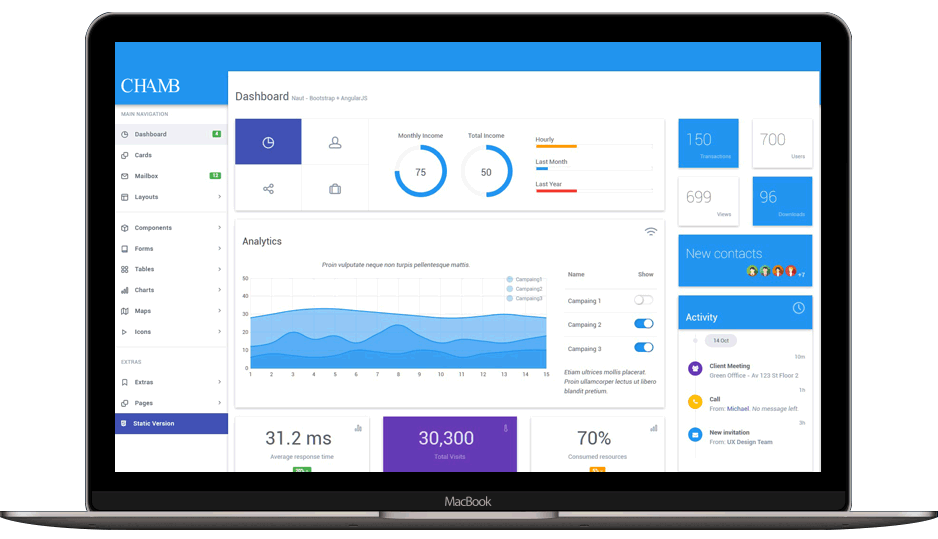 CHAMB
MAIN NAVIGATION
Dashboard 4
Cards
Mailbox 13
Layouts
Components
Forms
Tables
Charts
Maps
Icons
EXTRAS
Extras
Pages
Static Version
Dashboard Naut - Bootstrap + AngularJS
Monthly Income
75
Total Income
50
Hourly
Last Month
Last Year
150
Transactions
700
Users
699
Views
96
Downloads
New contacts
+7
Analytics
Proin vulputate neque non turpis pellentesque mattis.
Campaing1
Campaing2
Campaing3
50
40
30
20
10
0
1 2 3 4 5 6 7 8 9 10 11 12 13 14 15
Name Show
Campaing 1
Campaing 2
Campaing 3
Etiam ultrices mollis placerat.
Proin ullamcorper lectus ut libero
blandit pretium.
Activity
14 Oct
10m
Client Meeting
Green Office - Av 123 St Floor 2
1h
Call
From: Michael. No message left.
3h
New invitation
From: UX Design Team
31.2 ms
Average response time
30,300
Total Visits
70%
Consumed resources
MacBook